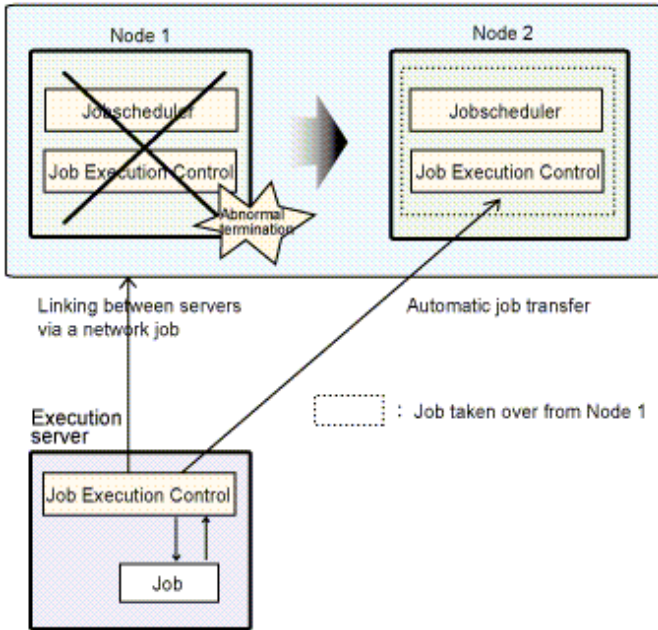 Node 1
Node 2
Jobscheduler
Jobscheduler
Job Execution Control
Job Execution Control
Abnormal
termination
Linking between servers
via a network job
Automatic job transfer
: Job taken over from Node 1
Execution
server
Job Execution Control
Job